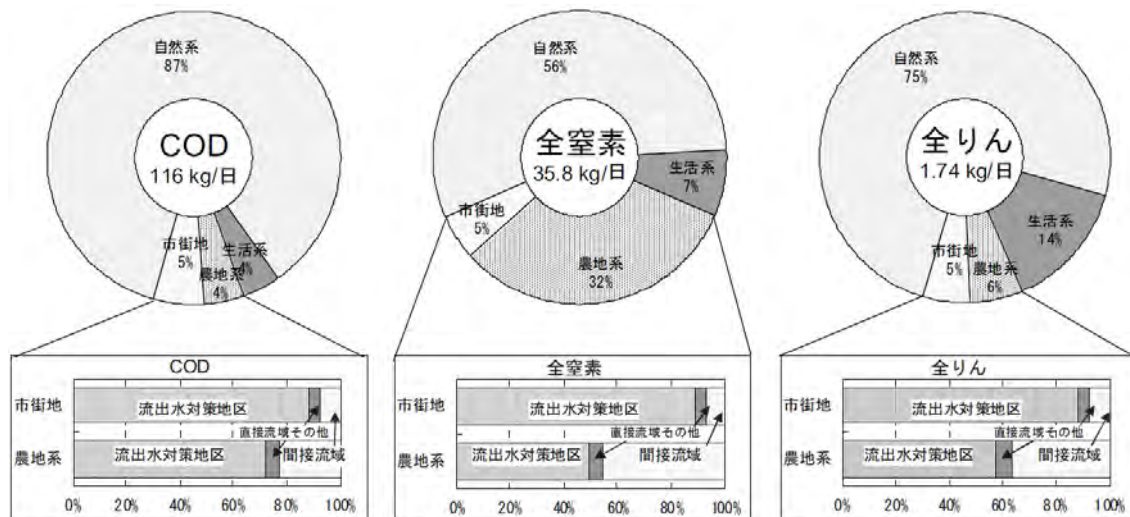 自然系
87%
COD
116 kg/日
市街地
5%
農地系
4%
生活系
4%
自然系
56%
全窒素
35.8 kg/日
生活系
7%
市街地
5%
農地系
32%
自然系
75%
全りん
1.74 kg/日
生活系
14%
市街地
5%
農地系
6%
COD
市街地
流出水対策地区
直接流域その他
農地系
流出水対策地区
間接流域
0% 20% 40% 60% 80% 100%
全窒素
市街地
流出水対策地区
直接流域その他
農地系
流出水対策地区
間接流域
0% 20% 40% 60% 80% 100%
全りん
市街地
流出水対策地区
直接流域その他
農地系
流出水対策地区
間接流域
0% 20% 40% 60% 80% 100%